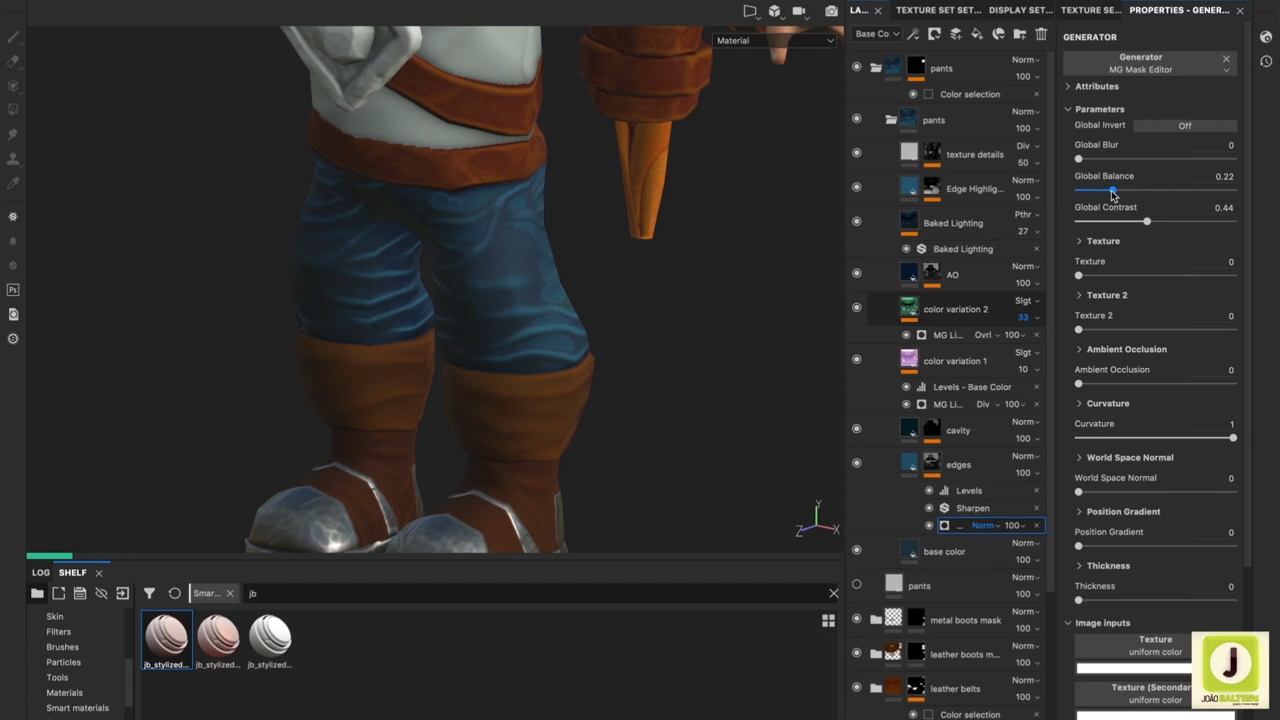 LA...
TEXTURE SET SET...
DISPLAY SET...
TEXTURE SE...
PROPERTIES - GENER...
Material
Base Co
pants
Norm
100
Color selection
pants
Norm
100
texture details
Div
50
Edge Highlig...
Norm
100
Baked Lighting
Pthr
27
Baked Lighting
AO
Norm
100
color variation 2
Slgt
33
MG Li... Ovrl 100
color variation 1
Slgt
10
Levels - Base Color
MG Li... Div 100
cavity
Norm
100
edges
Norm
100
Levels
Sharpen
... Norm 100
base color
Norm
100
pants
Norm
100
metal boots mask
Norm
100
leather boots m...
Norm
100
leather belts
Norm
100
Color selection
GENERATOR
Generator
MG Mask Editor
Attributes
Parameters
Global Invert Off
Global Blur 0
Global Balance 0.22
Global Contrast 0.44
Texture
Texture 0
Texture 2
Texture 2 0
Ambient Occlusion
Ambient Occlusion 0
Curvature
Curvature 1
World Space Normal
World Space Normal 0
Position Gradient
Position Gradient 0
Thickness
Thickness 0
Image inputs
Texture
uniform color
Texture (Secondar
uniform color
Y
Z
X
Ps
LOG
SHELF
Smar...
jb
Skin
Filters
Brushes
Particles
Tools
Materials
Smart materials
jb_stylized...
jb_stylized...
jb_stylized...
J
JOÃO BALTIERI